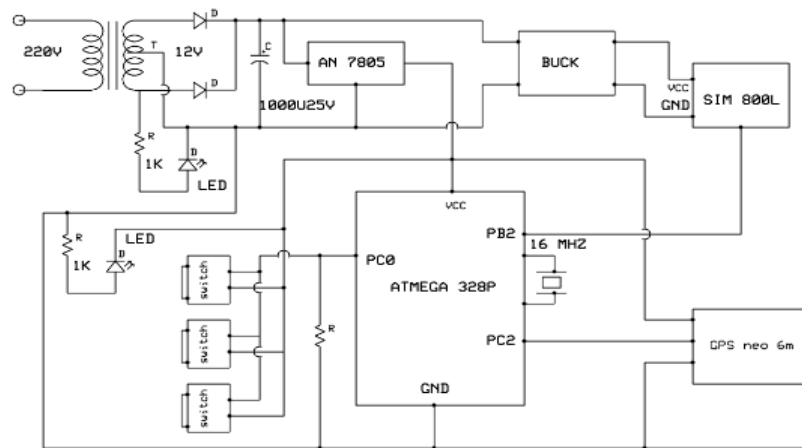 220V
T
12V
D
D
C
1000U25V
AN 7805
BUCK
VCC
GND
SIM 800L
R
1K
D
LED
R
1K
D
LED
VCC
PB2
16 MHZ
PC0
ATMEGA 328P
PC2
GND
switch
switch
switch
R
GPS neo 6m